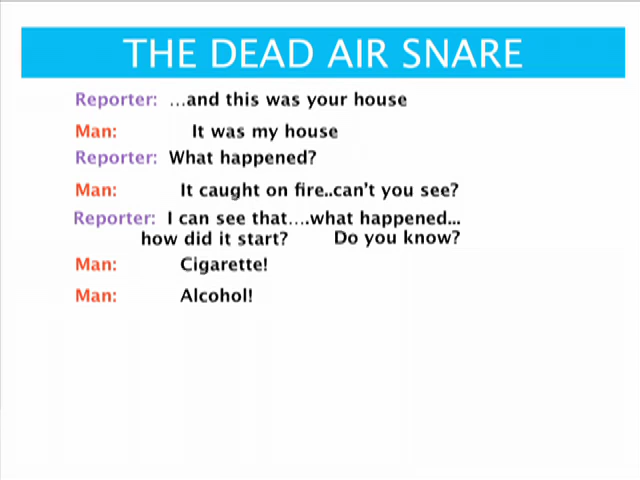 THE DEAD AIR SNARE
Reporter: ...and this was your house
Man: It was my house
Reporter: What happened?
Man: It caught on fire..can't you see?
Reporter: I can see that....what happened...
how did it start? Do you know?
Man: Cigarette!
Man: Alcohol!